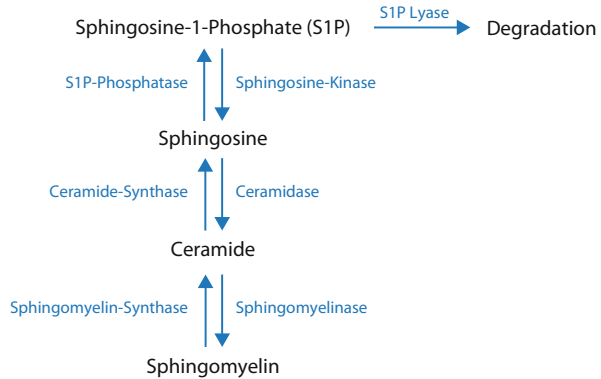 Sphingosine-1-Phosphate (S1P)
S1P Lyase
Degradation
S1P-Phosphatase
Sphingosine-Kinase
Sphingosine
Ceramide-Synthase
Ceramidase
Ceramide
Sphingomyelin-Synthase
Sphingomyelinase
Sphingomyelin